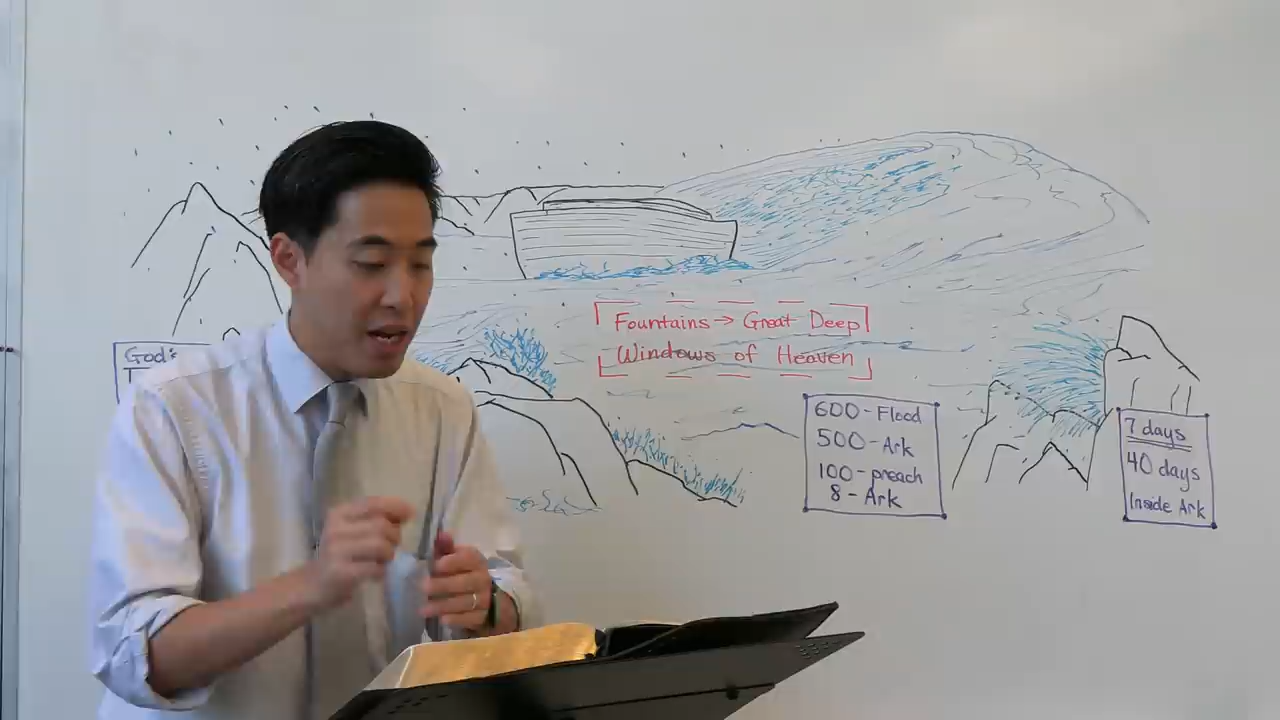 God's
Fountains → Great Deep
Windows of Heaven
600 - Flood
500 - Ark
100 - preach
8 - Ark
7 days
40 days
Inside Ark